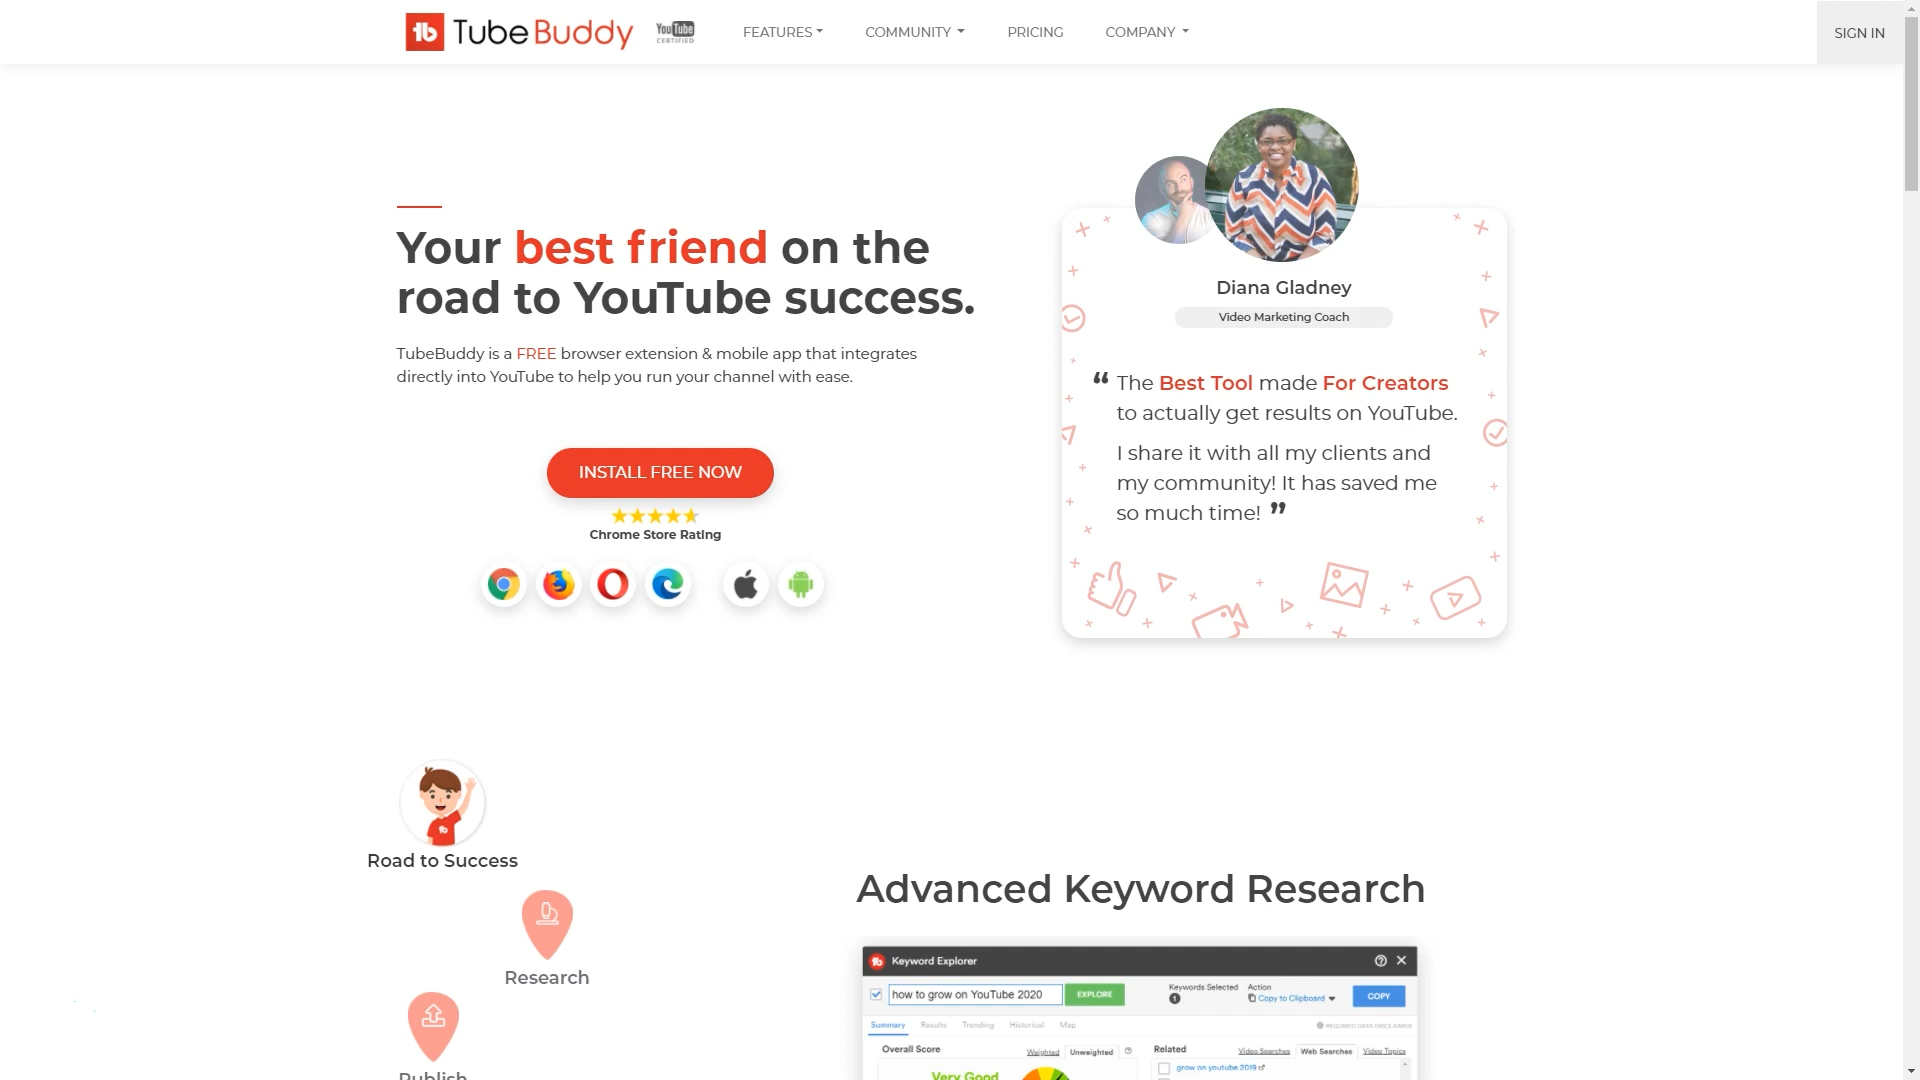 TubeBuddy
YouTube CERTIFIED
FEATURES
COMMUNITY
PRICING
COMPANY
SIGN IN
Your best friend on the
road to YouTube success.
TubeBuddy is a FREE browser extension & mobile app that integrates
directly into YouTube to help you run your channel with ease.
INSTALL FREE NOW
Chrome Store Rating
Diana Gladney
Video Marketing Coach
“ The Best Tool made For Creators
to actually get results on YouTube.
I share it with all my clients and
my community! It has saved me
so much time! ”
Road to Success
Research
Publish
Advanced Keyword Research
Keyword Explorer
how to grow on YouTube 2020
EXPLORE
Keywords Selected
1
Action
Copy to Clipboard
COPY
Summary
Results
Trending
Historical
Map
REQUIRED DATA DISCLAIMER
Overall Score
Weighted
Unweighted
Very Good
Related
Video Searches
Web Searches
Video Topics
grow on youtube 2019